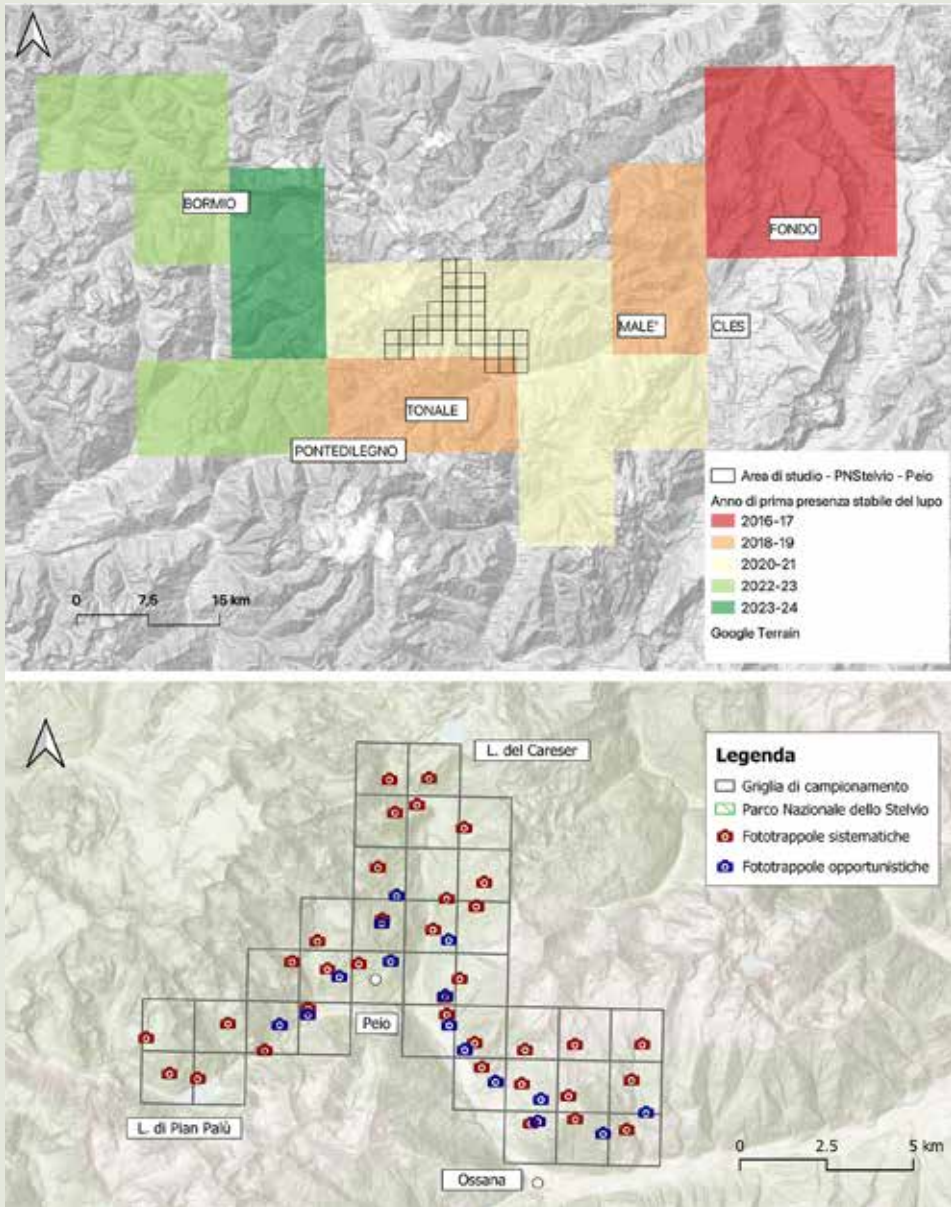 BORMIO
FONDO
MALE'
CLES
TONALE
PONTEDILEGNO
0 7,5 15 km
Area di studio - PNStelvio - Peio
Anno di prima presenza stabile del lupo
2016-17
2018-19
2020-21
2022-23
2023-24
Google Terrain
L. del Careser
Legenda
Griglia di campionamento
Parco Nazionale dello Stelvio
Fototrappole sistematiche
Fototrappole opportunistiche
Peio
L. di Pian Palù
Ossana
0 2.5 5 km